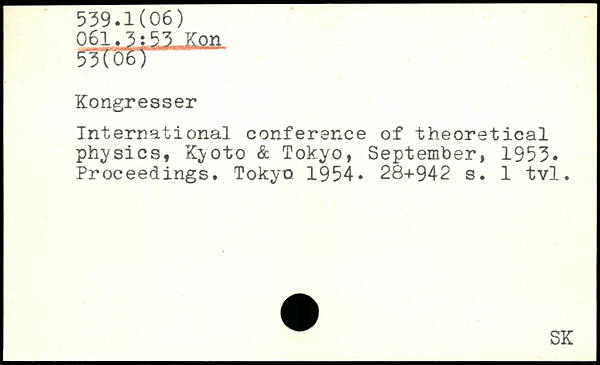 539.1(06)
061.3:53 Kon
53(06)
Kongresser
International conference of theoretical
physics, Kyoto & Tokyo, September, 1953.
Proceedings. Tokyo 1954. 28+942 s. 1 tvl.
SK